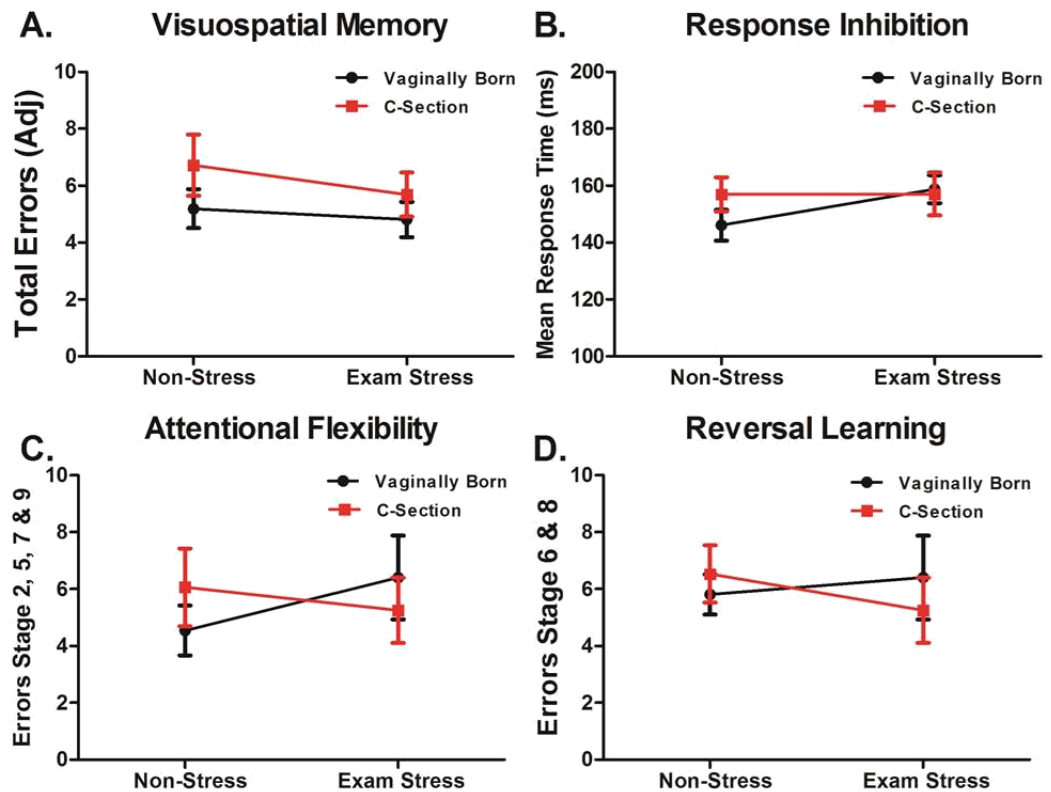 A. Visuospatial Memory
Vaginally Born
C-Section
Total Errors (Adj)
10
8
6
4
2
0
Non-Stress Exam Stress
B. Response Inhibition
Vaginally Born
C-Section
Mean Response Time (ms)
200
180
160
140
120
100
Non-Stress Exam Stress
C. Attentional Flexibility
Vaginally Born
C-Section
Errors Stage 2, 5, 7 & 9
10
8
6
4
2
0
Non-Stress Exam Stress
D. Reversal Learning
Vaginally Born
C-Section
Errors Stage 6 & 8
10
8
6
4
2
0
Non-Stress Exam Stress